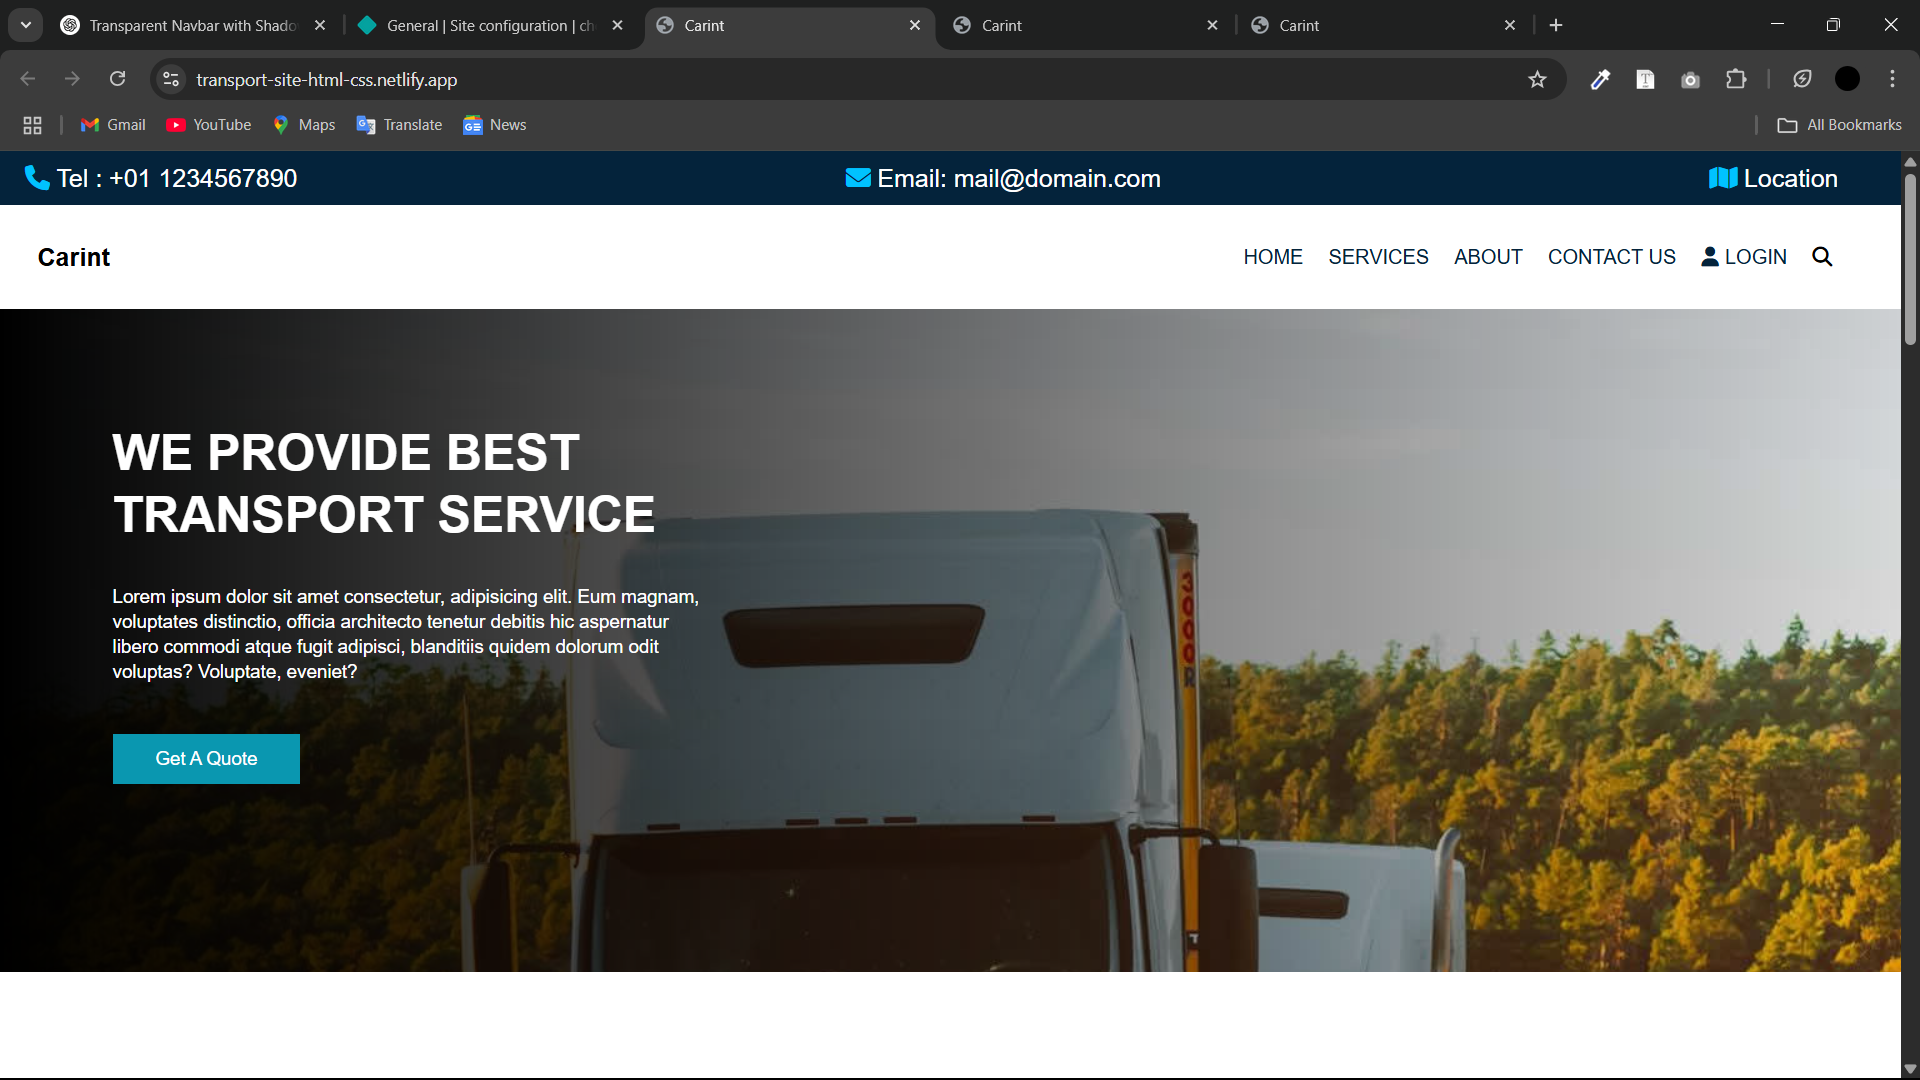 Transparent Navbar with Shado
General | Site configuration | ch
Carint
Carint
Carint
transport-site-html-css.netlify.app
Gmail
YouTube
Maps
Translate
News
All Bookmarks
Tel : +01 1234567890
Email: mail@domain.com
Location
Carint
HOME
SERVICES
ABOUT
CONTACT US
LOGIN
WE PROVIDE BEST
TRANSPORT SERVICE
Lorem ipsum dolor sit amet consectetur, adipisicing elit. Eum magnam,
voluptates distinctio, officia architecto tenetur debitis hic aspernatur
libero commodi atque fugit adipisci, blanditiis quidem dolorum odit
voluptas? Voluptate, eveniet?
Get A Quote
3000R